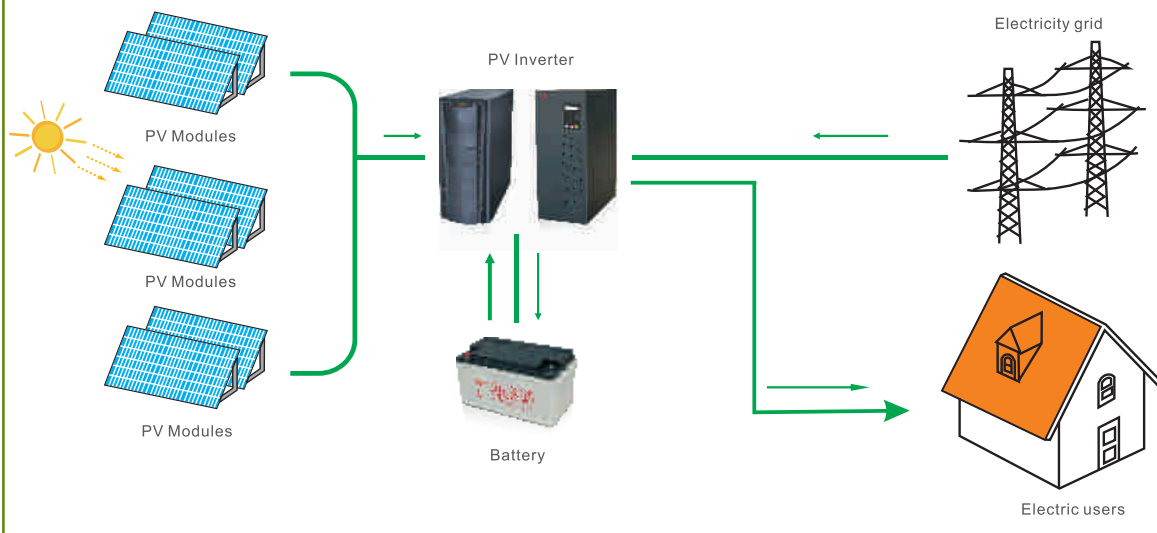 Electricity grid
PV Inverter
PV Modules
PV Modules
PV Modules
Battery
Electric users